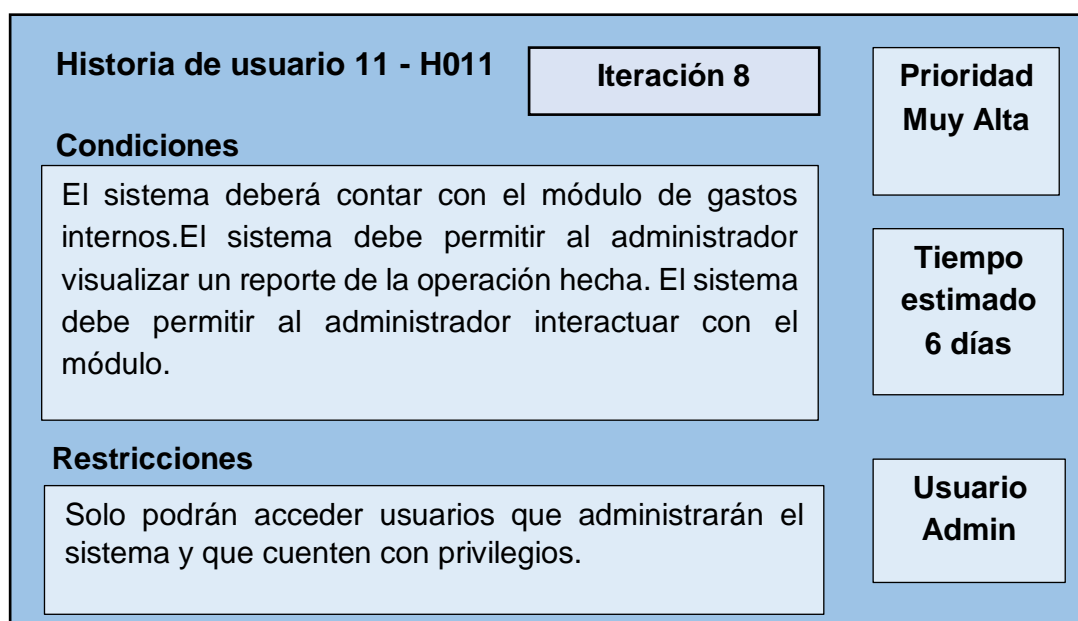 Historia de usuario 11 - H011
Iteración 8
Prioridad
Muy Alta
Condiciones
El sistema deberá contar con el módulo de gastos
internos.El sistema debe permitir al administrador
visualizar un reporte de la operación hecha. El sistema
debe permitir al administrador interactuar con el
módulo.
Tiempo
estimado
6 días
Restricciones
Solo podrán acceder usuarios que administrarán el
sistema y que cuenten con privilegios.
Usuario
Admin